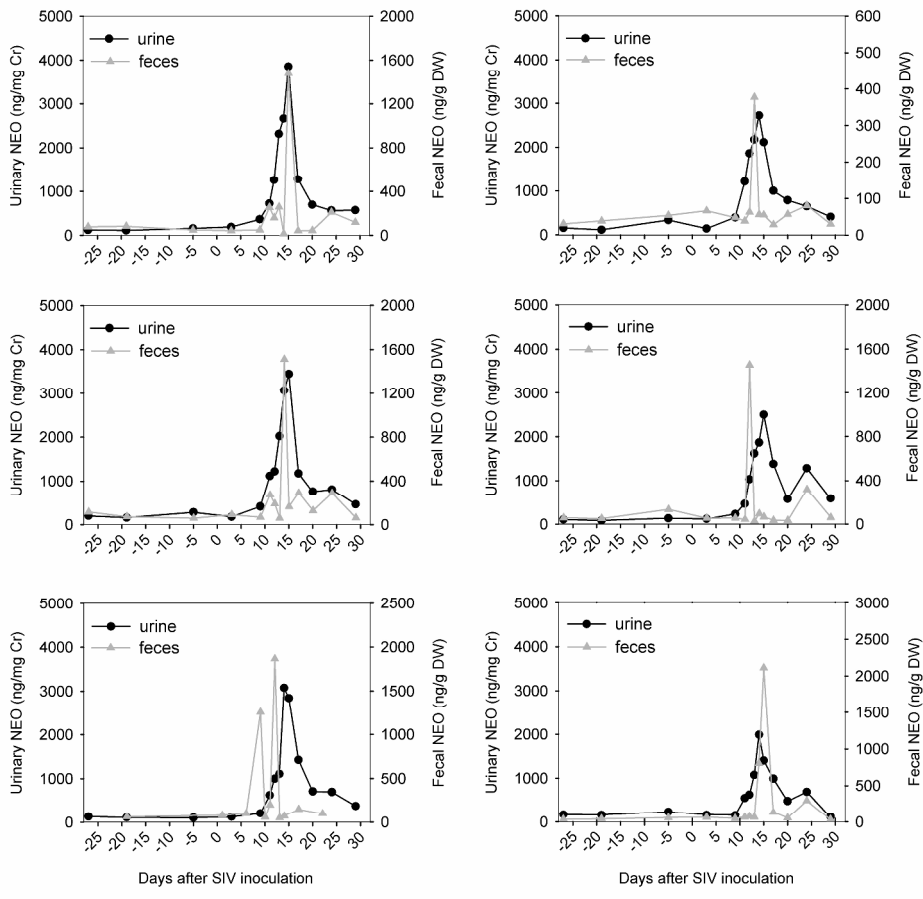 5000 2000 5000 600
urine urine
feces feces
4000 1600 500
4000
3000 1200 3000 400
300
2000 800 2000
200
1000 400 1000 100
0 0 0 0
-25 -20 -15 -10 -5 0 5 10 15 20 25 30 -25 -20 -15 -10 -5 0 5 10 15 20 25 30
Urinary NEO (ng/mg Cr) Fecal NEO (ng/g DW) Urinary NEO (ng/mg Cr) Fecal NEO (ng/g DW)
5000 2000 5000 2000
urine urine
feces feces
4000 1600 4000 1600
3000 1200 3000 1200
2000 800 2000 800
1000 400 1000 400
0 0 0 0
-25 -20 -15 -10 -5 0 5 10 15 20 25 30 -25 -20 -15 -10 -5 0 5 10 15 20 25 30
Urinary NEO (ng/mg Cr) Fecal NEO (ng/g DW) Urinary NEO (ng/mg Cr) Fecal NEO (ng/g DW)
5000 2500 5000 3000
urine urine
feces feces
4000 2000 4000 2500
3000 1500 3000 2000
1500
2000 1000 2000
1000
1000 500 1000 500
0 0 0 0
-25 -20 -15 -10 -5 0 5 10 15 20 25 30 -25 -20 -15 -10 -5 0 5 10 15 20 25 30
Urinary NEO (ng/mg Cr) Fecal NEO (ng/g DW) Urinary NEO (ng/mg Cr) Fecal NEO (ng/g DW)
Days after SIV inoculation Days after SIV inoculation